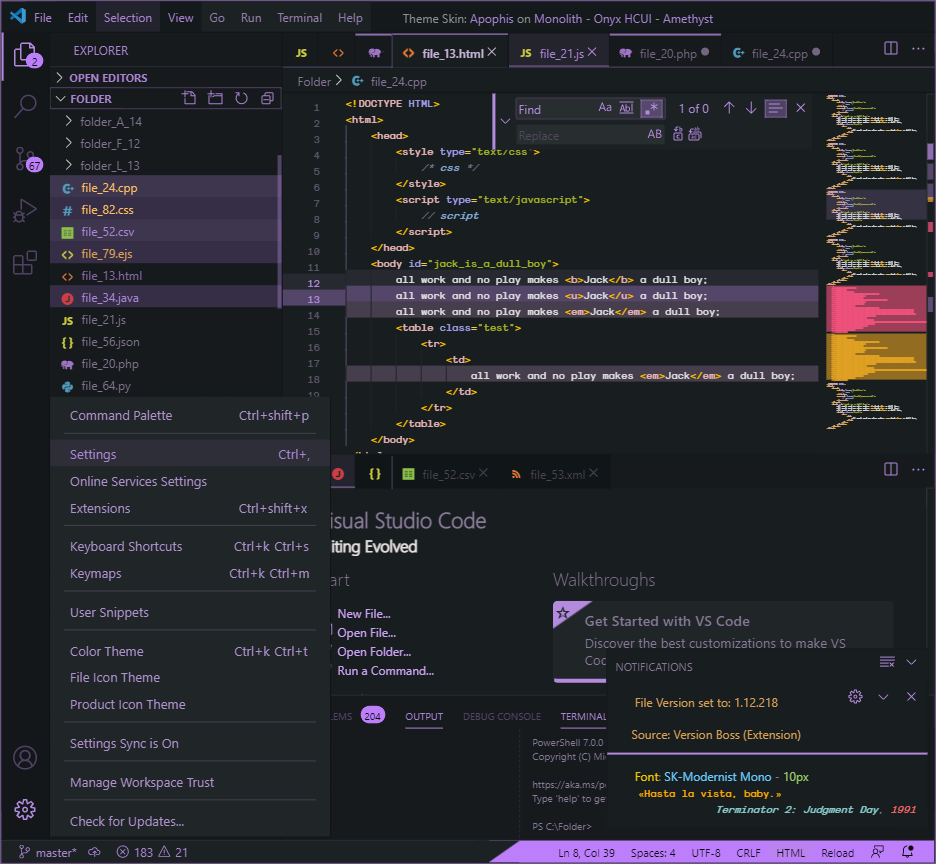 File Edit Selection View Go Run Terminal Help Theme Skin: Apophis on Monolith - Onyx HCUI - Amethyst
2
EXPLORER
OPEN EDITORS
FOLDER
folder_A_14
folder_F_12
folder_L_13
67
file_24.cpp
# file_82.css
file_52.csv
<> file_79.ejs
<> file_13.html
J file_34.java
JS file_21.js
{} file_56.json
file_20.php
file_64.py
JS <> <> file_13.html JS file_21.js file_20.php file_24.cpp
Folder > file_24.cpp
1 <!DOCTYPE HTML>
2 <html>
3 <head>
4 <style type="text/css">
5 /* css */
6 </style>
7 <script type="text/javascript">
8 // script
9 </script>
10 </head>
11 <body id="jack_is_a_dull_boy">
12 all work and no play makes <b>Jack</b> a dull boy;
13 all work and no play makes <u>Jack</u> a dull boy;
14 all work and no play makes <em>Jack</em> a dull boy;
15 <table class="test">
16 <tr>
17 <td>
18 all work and no play makes <em>Jack</em> a dull boy;
19 </td>
</tr>
</table>
</body>
Find Aa Abl .* 1 of 0
Replace AB
Command Palette Ctrl+shift+p
Settings Ctrl+,
Online Services Settings
Extensions Ctrl+shift+x
Keyboard Shortcuts Ctrl+k Ctrl+s
Keymaps Ctrl+k Ctrl+m
User Snippets
Color Theme Ctrl+k Ctrl+t
File Icon Theme
Product Icon Theme
Settings Sync is On
Manage Workspace Trust
Check for Updates...
J {} file_52.csv file_53.xml
isual Studio Code
iting Evolved
art
New File...
Open File...
Open Folder...
Run a Command...
Walkthroughs
Get Started with VS Code
Discover the best customizations to make VS
Cod
LEMS 204 OUTPUT DEBUG CONSOLE TERMINAL
PowerShell 7.0.0
Copyright (C) Mi
https://aka.ms/po
Type 'help' to ge
PS C:\Folder>
NOTIFICATIONS
File Version set to: 1.12.218
Source: Version Boss (Extension)
Font: SK-Modernist Mono - 10px
«Hasta la vista, baby.»
Terminator 2: Judgment Day, 1991
master* 183 21 Ln 8, Col 39 Spaces: 4 UTF-8 CRLF HTML Reload